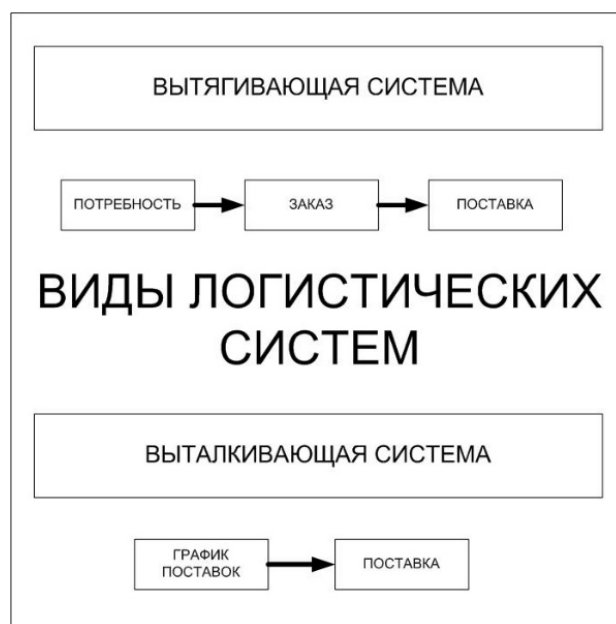 ВЫТЯГИВАЮЩАЯ СИСТЕМА
ПОТРЕБНОСТЬ
ЗАКАЗ
ПОСТАВКА
ВИДЫ ЛОГИСТИЧЕСКИХ
СИСТЕМ
ВЫТАЛКИВАЮЩАЯ СИСТЕМА
ГРАФИК
ПОСТАВОК
ПОСТАВКА